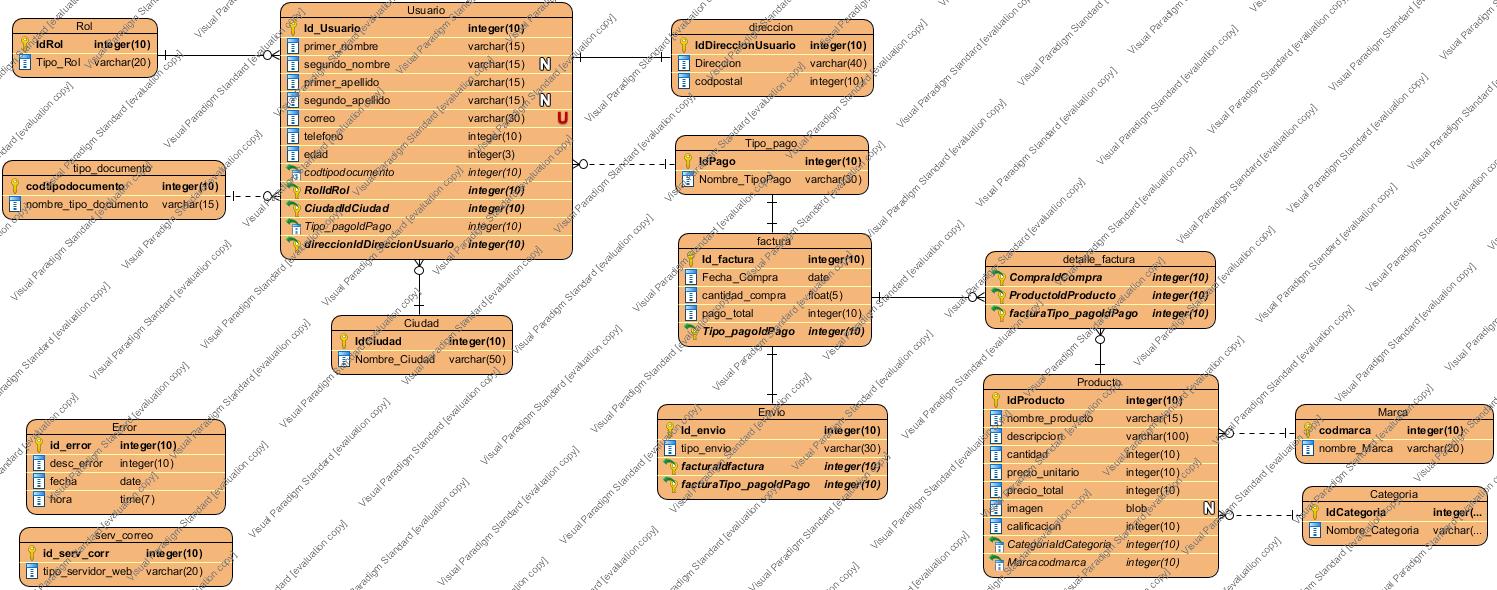 Rol
IdRol integer(10)
Tipo_Rol varchar(20)
Usuario
Id_Usuario integer(10)
primer_nombre varchar(15)
segundo_nombre varchar(15) N
primer_apellido varchar(15)
segundo_apellido varchar(15) N
correo varchar(30) U
telefono integer(10)
edad integer(3)
codtipodocumento integer(10)
RolIdRol integer(10)
CiudadIdCiudad integer(10)
Tipo_pagoIdPago integer(10)
direccionIdDireccionUsuario integer(10)
direccion
IdDireccionUsuario integer(10)
Direccion varchar(40)
codpostal integer(10)
tipo_documento
codtipodocumento integer(10)
nombre_tipo_documento varchar(15)
Tipo_pago
IdPago integer(10)
Nombre_TipoPago varchar(30)
factura
Id_factura integer(10)
Fecha_Compra date
cantidad_compra float(5)
pago_total integer(10)
Tipo_pagoIdPago integer(10)
detalle_factura
CompraIdCompra integer(10)
ProductoIdProducto integer(10)
facturaTipo_pagoIdPago integer(10)
Ciudad
IdCiudad integer(10)
Nombre_Ciudad varchar(50)
Producto
IdProducto integer(10)
nombre_producto varchar(15)
descripcion varchar(100)
cantidad integer(10)
precio_unitario integer(10)
precio_total integer(10)
imagen blob N
calificacion integer(10)
CategoriaIdCategoria integer(10)
Marcacodmarca integer(10)
Envio
Id_envio integer(10)
tipo_envio varchar(30)
facturaIdfactura integer(10)
facturaTipo_pagoIdPago integer(10)
Marca
codmarca integer(10)
nombre_Marca varchar(20)
Categoria
IdCategoria integer(...
Nombre_Categoria varchar(...
Error
id_error integer(10)
desc_error integer(10)
fecha date
hora time(7)
serv_correo
id_serv_corr integer(10)
tipo_servidor_web varchar(20)
Visual Paradigm Standard [evaluation copy]